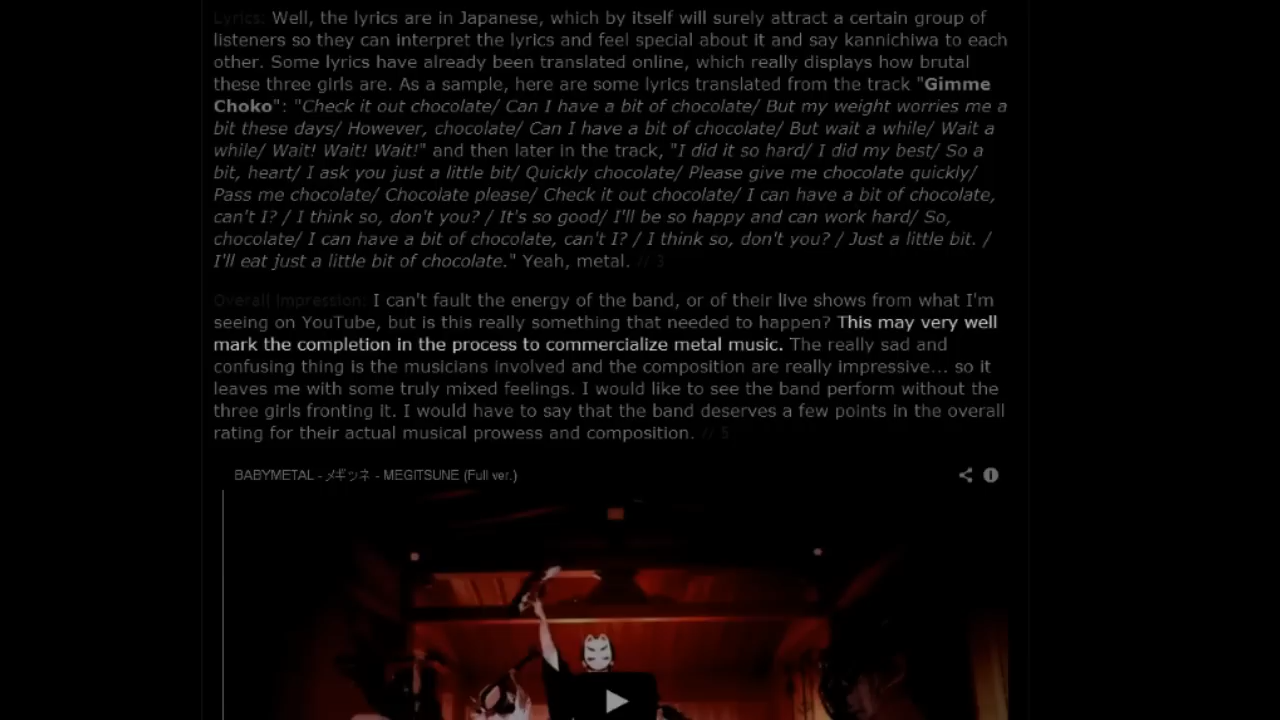 Lyrics: Well, the lyrics are in Japanese, which by itself will surely attract a certain group of
listeners so they can interpret the lyrics and feel special about it and say kannichiwa to each
other. Some lyrics have already been translated online, which really displays how brutal
these three girls are. As a sample, here are some lyrics translated from the track "Gimme
Choko": "Check it out chocolate/ Can I have a bit of chocolate/ But my weight worries me a
bit these days/ However, chocolate/ Can I have a bit of chocolate/ But wait a while/ Wait a
while/ Wait! Wait! Wait!" and then later in the track, "I did it so hard/ I did my best/ So a
bit, heart/ I ask you just a little bit/ Quickly chocolate/ Please give me chocolate quickly/
Pass me chocolate/ Chocolate please/ Check it out chocolate/ I can have a bit of chocolate,
can't I? / I think so, don't you? / It's so good/ I'll be so happy and can work hard/ So,
chocolate/ I can have a bit of chocolate, can't I? / I think so, don't you? / Just a little bit. /
I'll eat just a little bit of chocolate." Yeah, metal. // 3
Overall Impression: I can't fault the energy of the band, or of their live shows from what I'm
seeing on YouTube, but is this really something that needed to happen? This may very well
mark the completion in the process to commercialize metal music. The really sad and
confusing thing is the musicians involved and the composition are really impressive... so it
leaves me with some truly mixed feelings. I would like to see the band perform without the
three girls fronting it. I would have to say that the band deserves a few points in the overall
rating for their actual musical prowess and composition. // 5
BABYMETAL - メギツネ - MEGITSUNE (Full ver.)